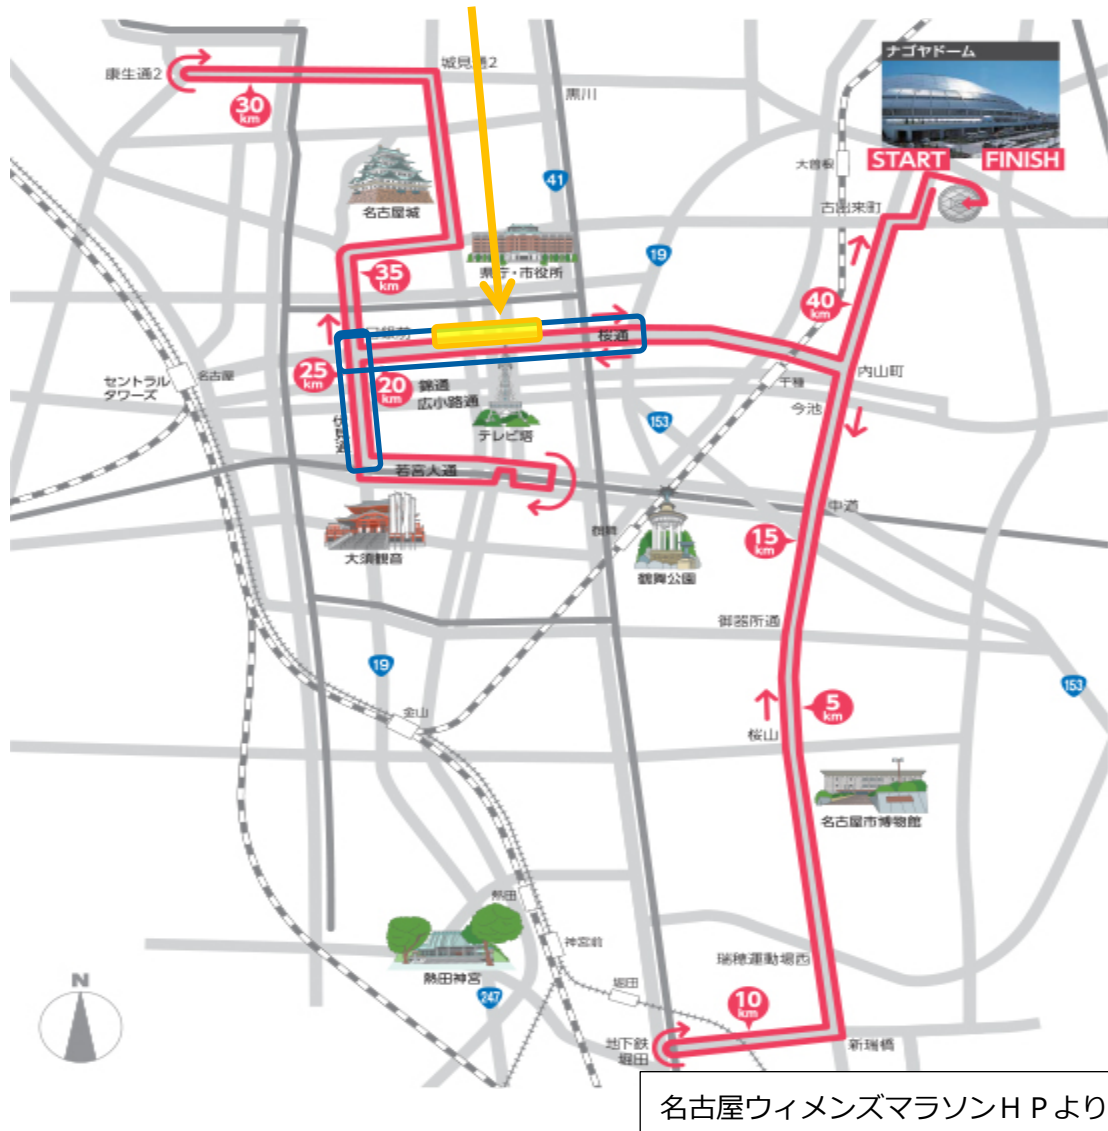 ナゴヤドーム
START FINISH
城見通2
康生通2
黒川
30
km
大曽根
41
名古屋城
古出来町
県庁・市役所
19
35
km
40
km
桜通
25
km
20
km
錦通
広小路通
セントラル
タワーズ
名古屋
内山町
千種
今池
153
テレビ塔
伏見通
若宮大通
中道
15
km
鶴舞
大須観音
鶴舞公園
御器所通
19
153
5
km
金山
桜山
名古屋市博物館
熱田
神宮前
瑞穂運動場西
熱田神宮
堀田
N
247
10
km
地下鉄
堀田
新瑞橋
名古屋ウィメンズマラソンHPより